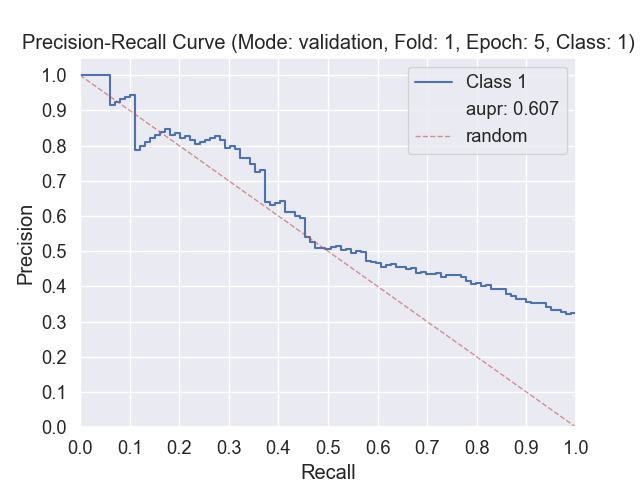 Precision-Recall Curve (Mode: validation, Fold: 1, Epoch: 5, Class: 1)
Class 1
aupr: 0.607
random
1.0
0.9
0.8
0.7
0.6
0.5
0.4
0.3
0.2
0.1
0.0
Precision
0.0 0.1 0.2 0.3 0.4 0.5 0.6 0.7 0.8 0.9 1.0
Recall